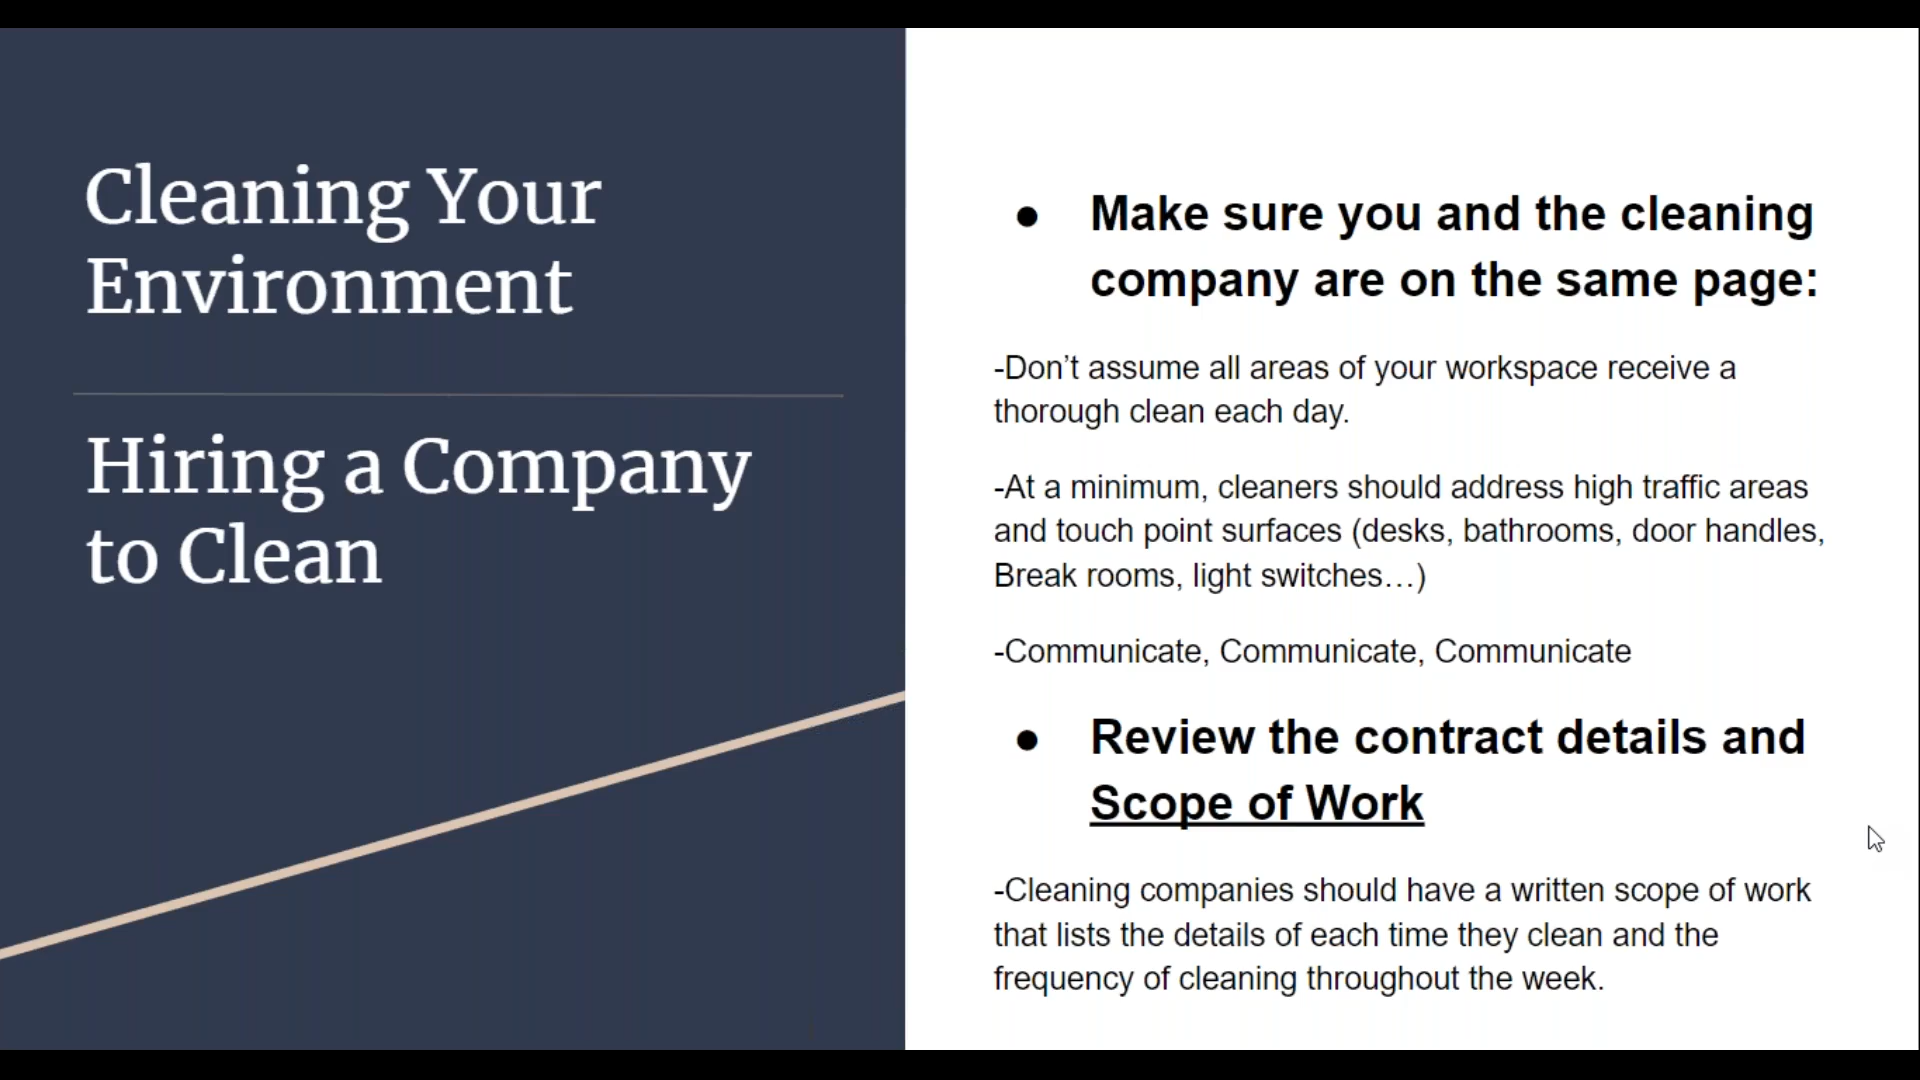 Cleaning Your
Environment
Hiring a Company
to Clean
● Make sure you and the cleaning
company are on the same page:
-Don’t assume all areas of your workspace receive a
thorough clean each day.
-At a minimum, cleaners should address high traffic areas
and touch point surfaces (desks, bathrooms, door handles,
Break rooms, light switches…)
-Communicate, Communicate, Communicate
● Review the contract details and
Scope of Work
-Cleaning companies should have a written scope of work
that lists the details of each time they clean and the
frequency of cleaning throughout the week.